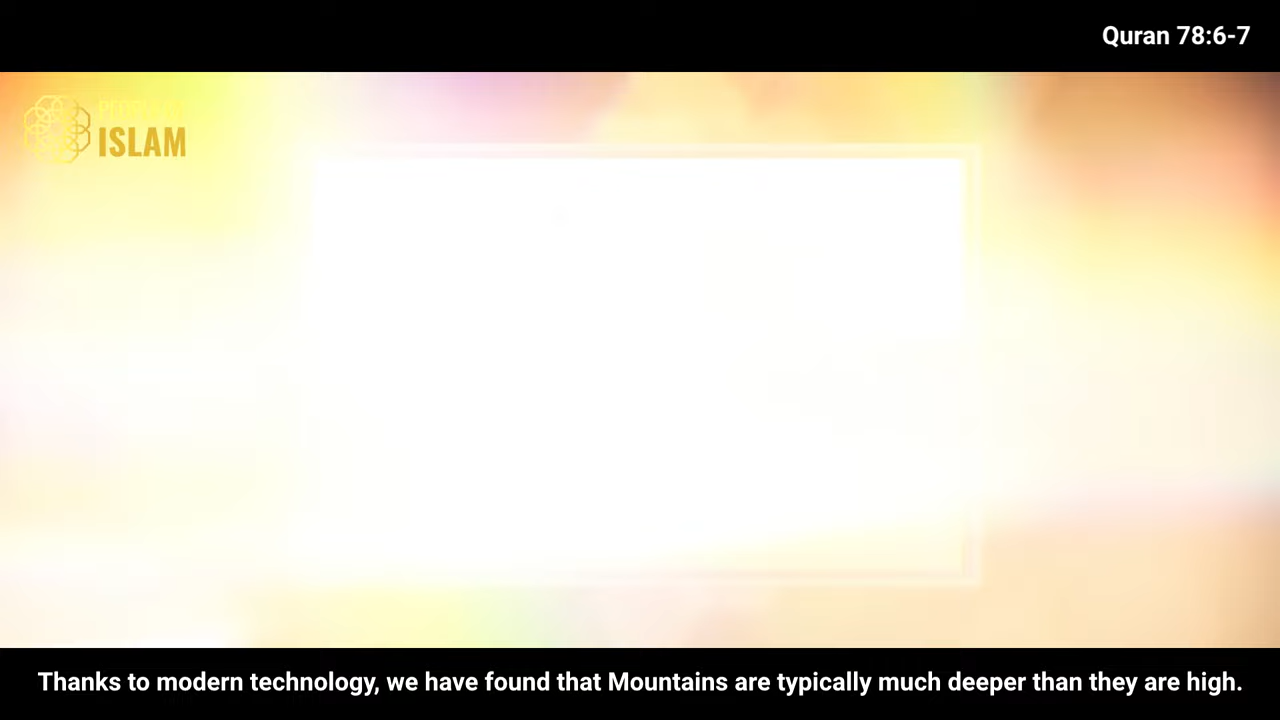 Quran 78:6-7
ISLAM
Thanks to modern technology, we have found that Mountains are typically much deeper than they are high.